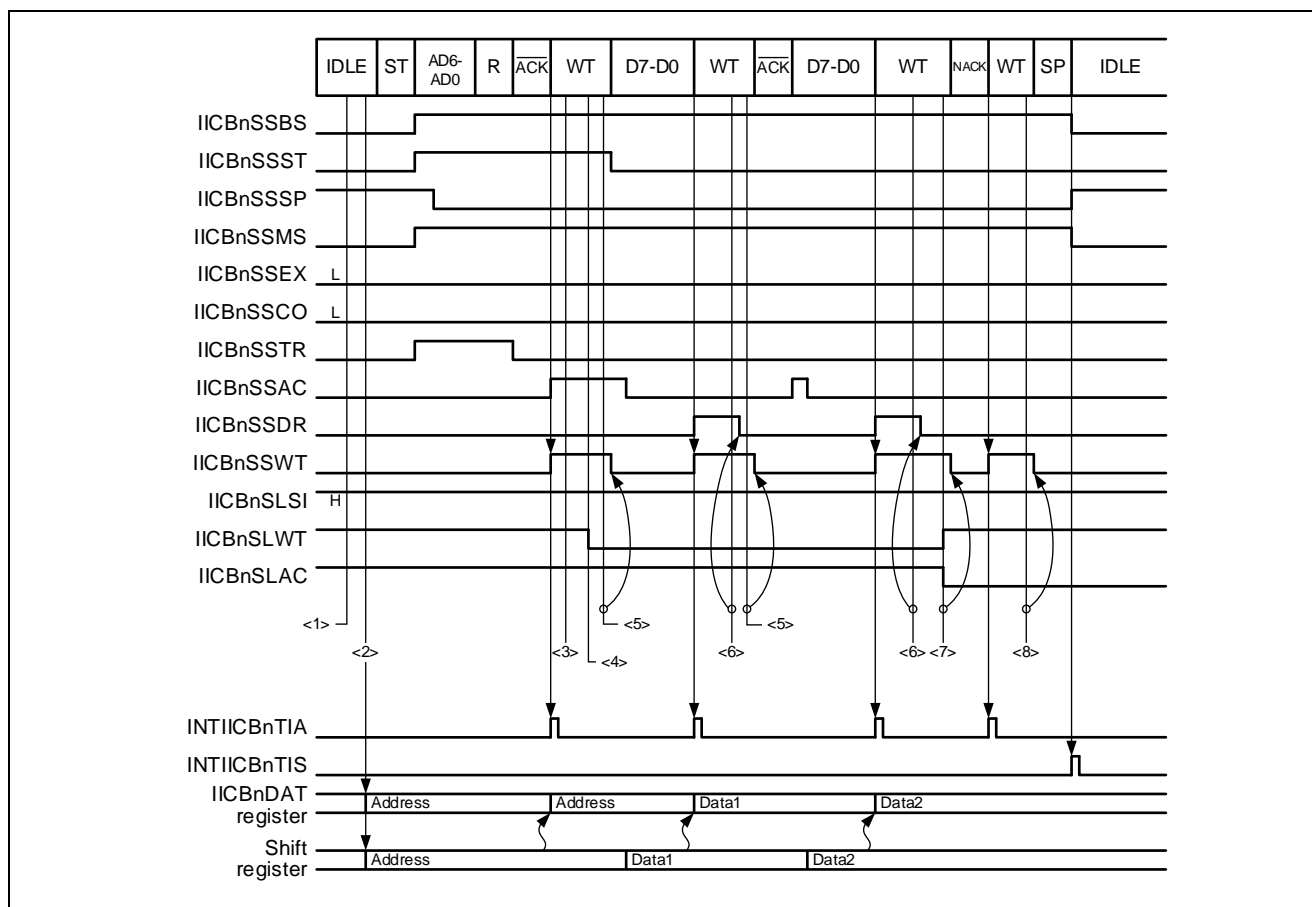 IDLE ST AD6- AD0 R ACK WT D7-D0 WT ACK D7-D0 WT NACK WT SP IDLE
IICBnSSBS
IICBnSSST
IICBnSSSP
IICBnSSMS
IICBnSSEX L
IICBnSSCO L
IICBnSSTR
IICBnSSAC
IICBnSSDR
IICBnSSWT
IICBnSLSI H
IICBnSLWT
IICBnSLAC
<1> <5> <5>
<2> <3> <6> <6> <7> <8>
<4>
INTIICBnTIA
INTIICBnTIS
IICBnDAT
register Address Address Data1 Data2
Shift
register Address Data1 Data2